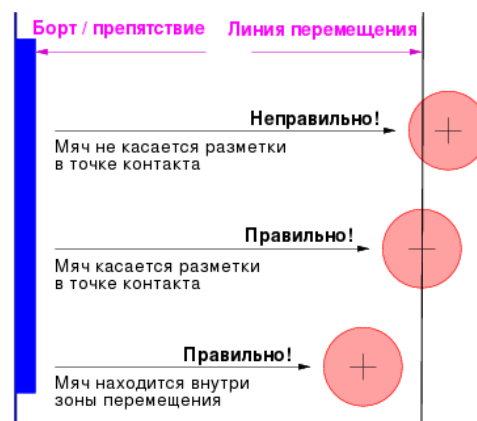 Борт / препятствие Линия перемещения
Неправильно!
Мяч не касается разметки
в точке контакта
Правильно!
Мяч касается разметки
в точке контакта
Правильно!
Мяч находится внутри
зоны перемещения